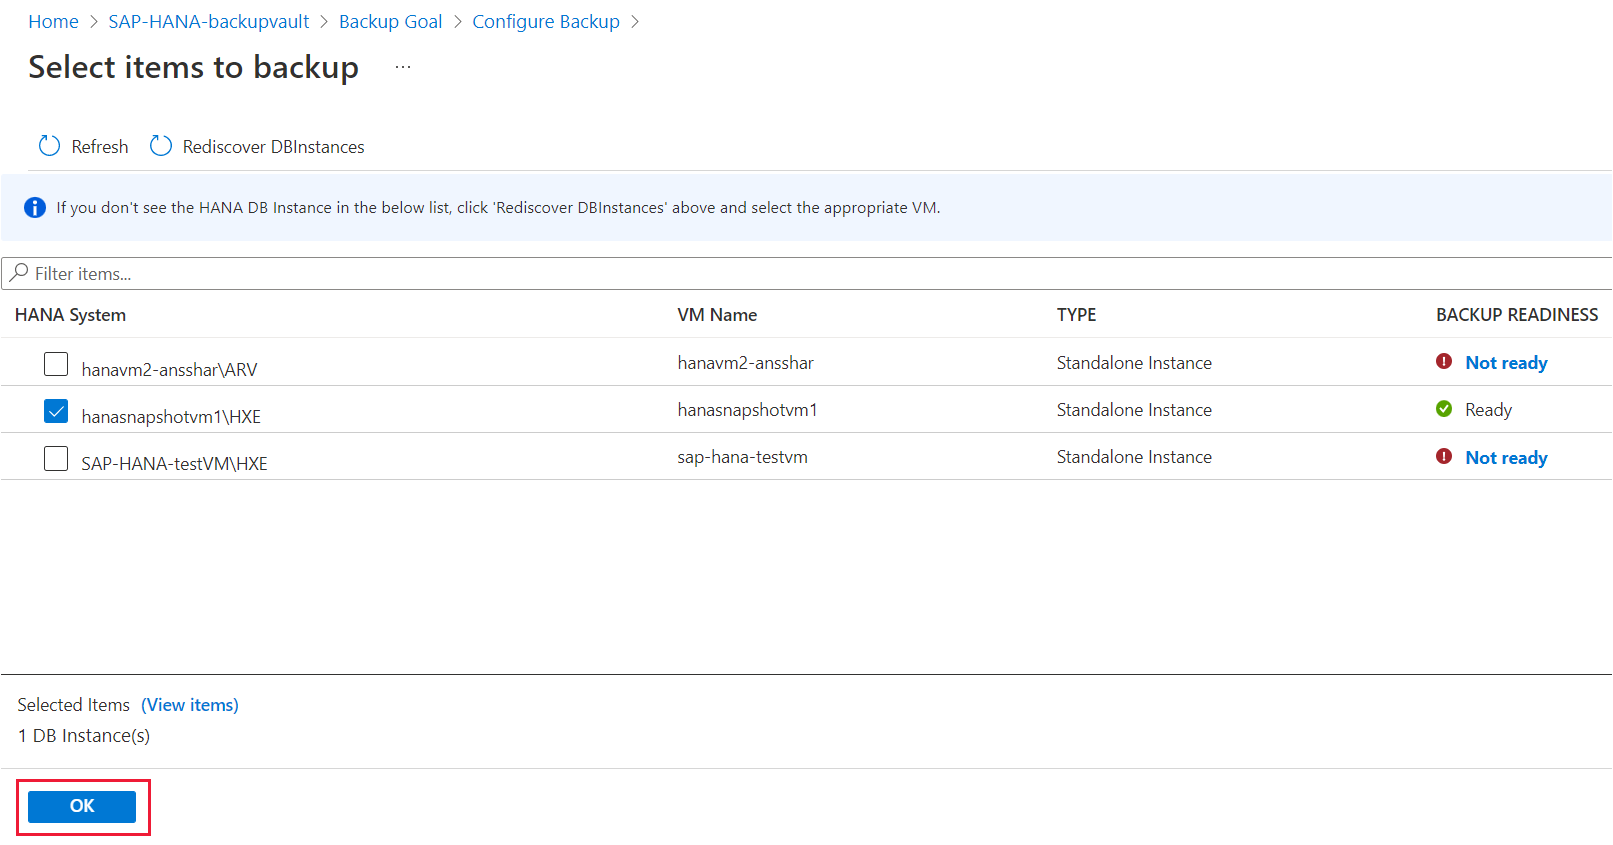 Home > SAP-HANA-backupvault > Backup Goal > Configure Backup >
Select items to backup ...
Refresh Rediscover DBInstances
If you don't see the HANA DB Instance in the below list, click 'Rediscover DBInstances' above and select the appropriate VM.
Filter items...
HANA System VM Name TYPE BACKUP READINESS
hanavm2-ansshar\ARV hanavm2-ansshar Standalone Instance Not ready
hanasnapshotvm1\HXE hanasnapshotvm1 Standalone Instance Ready
SAP-HANA-testVM\HXE sap-hana-testvm Standalone Instance Not ready
Selected Items (View items)
1 DB Instance(s)
OK